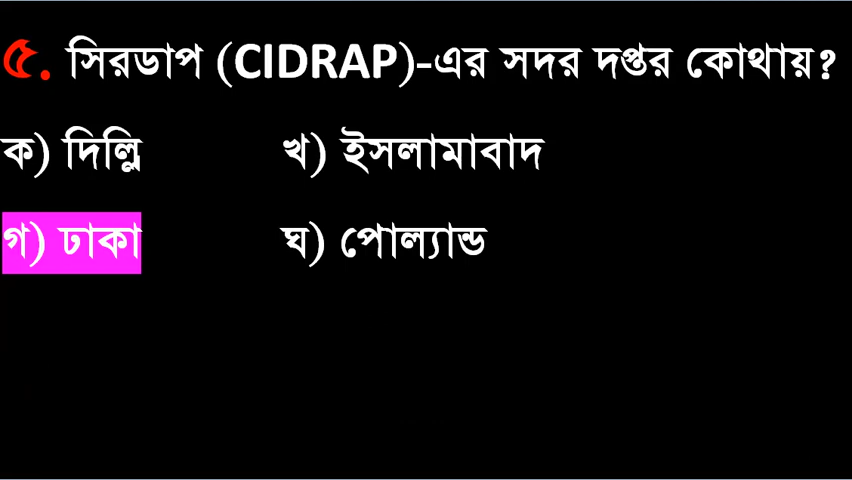 ৫. সিরডাপ (CIDRAP)-এর সদর দপ্তর কোথায়?
ক) দিল্লি খ) ইসলামাবাদ
গ) ঢাকা ঘ) পোল্যান্ড